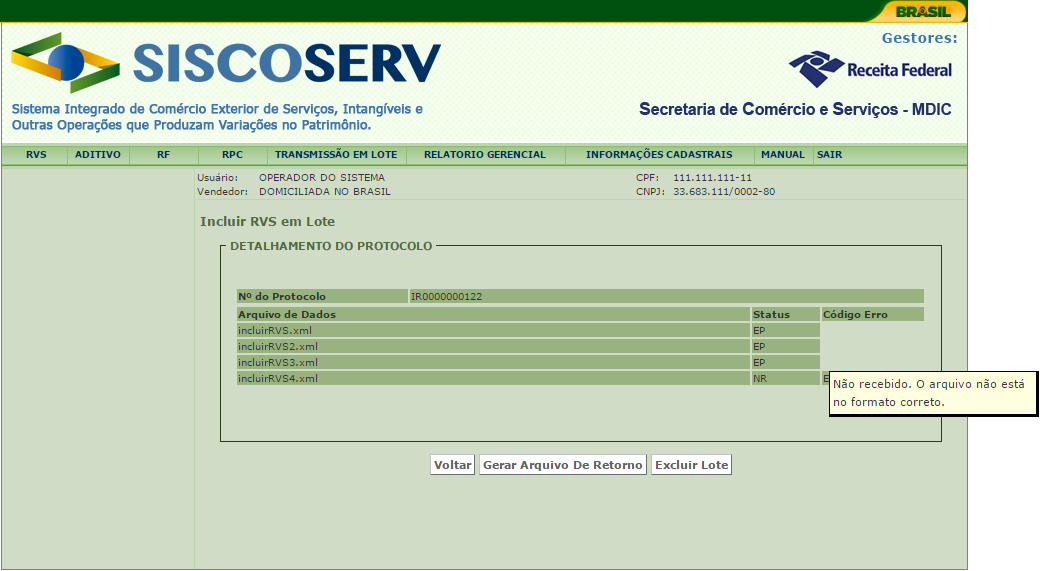 BRASIL
Gestores:
SISCOSERV
Receita Federal
Sistema Integrado de Comércio Exterior de Serviços, Intangíveis e
Outras Operações que Produzam Variações no Patrimônio.
Secretaria de Comércio e Serviços - MDIC
RVS ADITIVO RF RPC TRANSMISSÃO EM LOTE RELATORIO GERENCIAL INFORMAÇÕES CADASTRAIS MANUAL SAIR
Usuário: OPERADOR DO SISTEMA CPF: 111.111.111-11
Vendedor: DOMICILIADA NO BRASIL CNPJ: 33.683.111/0002-80
Incluir RVS em Lote
DETALHAMENTO DO PROTOCOLO
Nº do Protocolo IR0000000122
Arquivo de Dados Status Código Erro
incluirRVS.xml EP
incluirRVS2.xml EP
incluirRVS3.xml EP
incluirRVS4.xml NR
Não recebido. O arquivo não está
no formato correto.
Voltar Gerar Arquivo De Retorno Excluir Lote